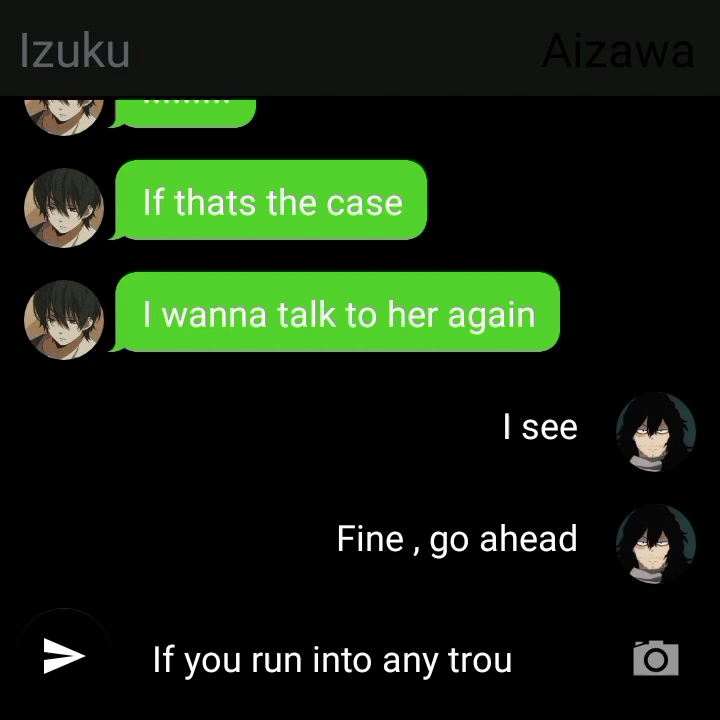 Izuku Aizawa
.........
If thats the case
I wanna talk to her again
I see
Fine , go ahead
If you run into any trou